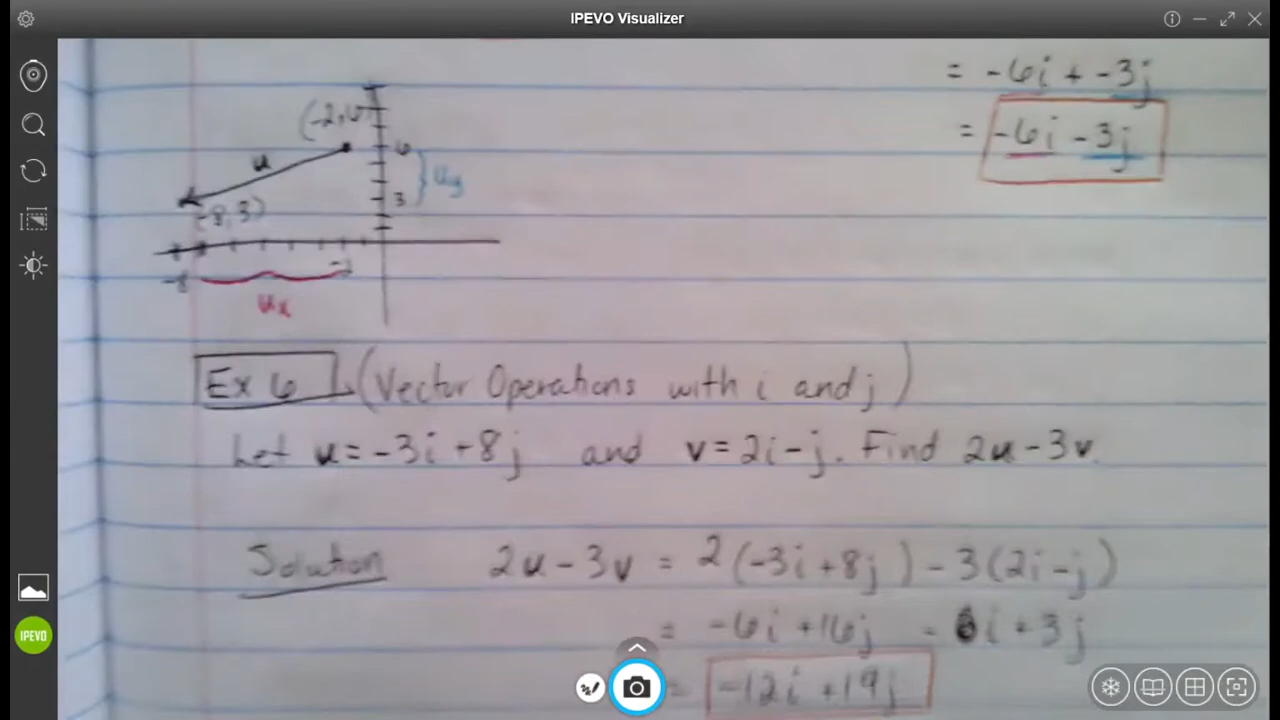 IPEVO Visualizer
= -6i + -3j
= -6i - 3j
(-2,6)
u
6
uy
3
(-8,3)
-8
-2
ux
Ex 6 (Vector Operations with i and j)
Let u = -3i + 8j and v = 2i - j. Find 2u - 3v.
Solution 2u - 3v = 2(-3i + 8j) - 3(2i - j)
= -6i + 16j - 6i + 3j
= -12i + 19j
IPEVO